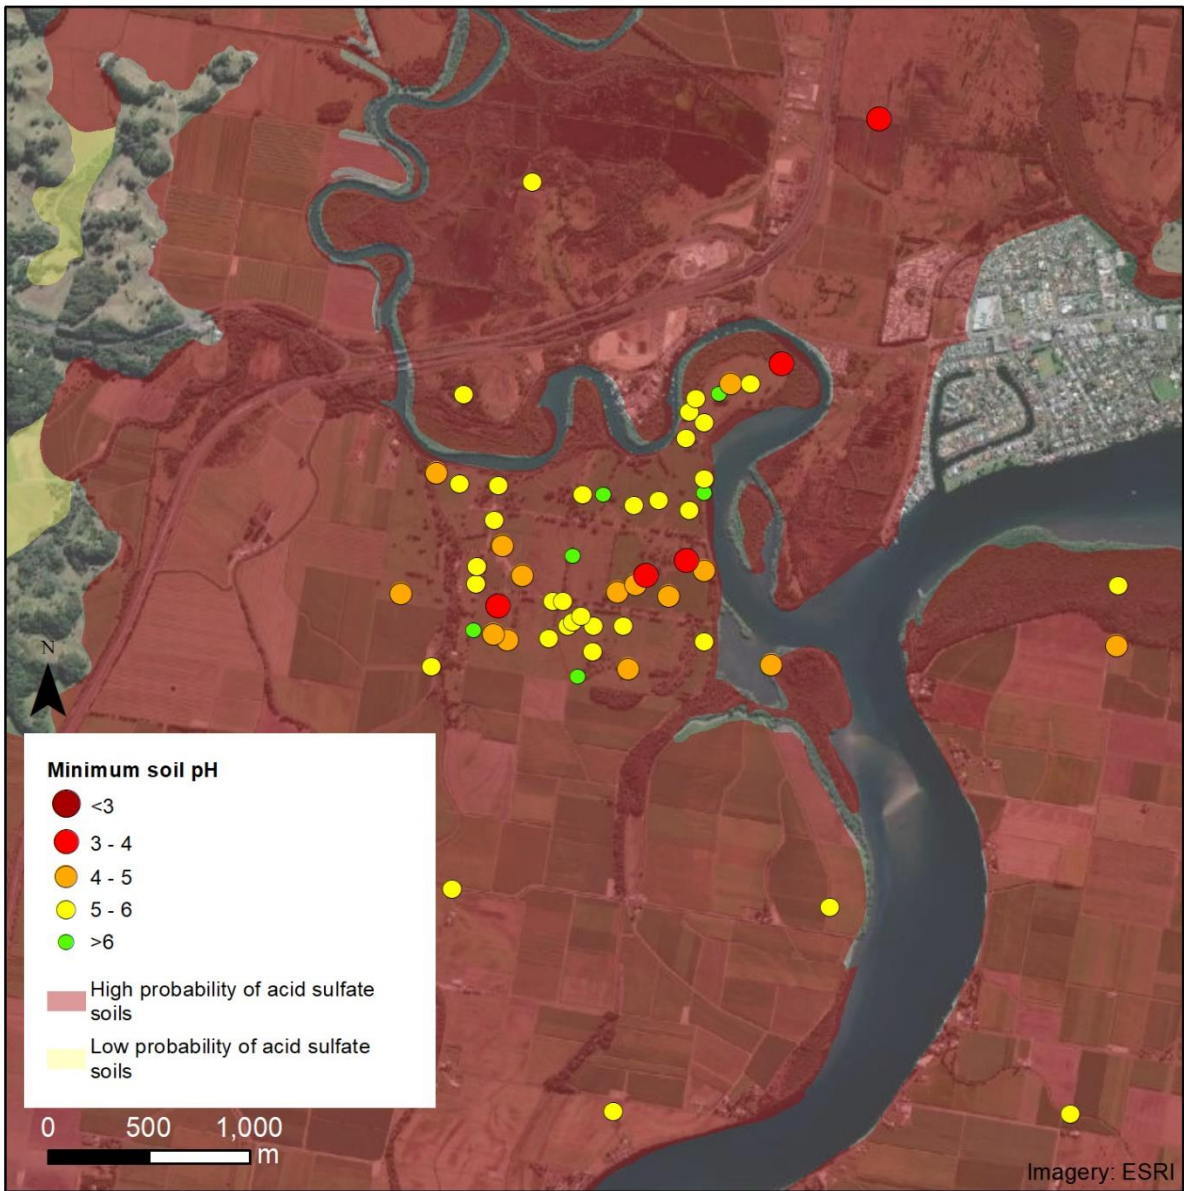 N
Minimum soil pH
<3
3 - 4
4 - 5
5 - 6
>6
High probability of acid sulfate
soils
Low probability of acid sulfate
soils
0 500 1,000
m
Imagery: ESRI